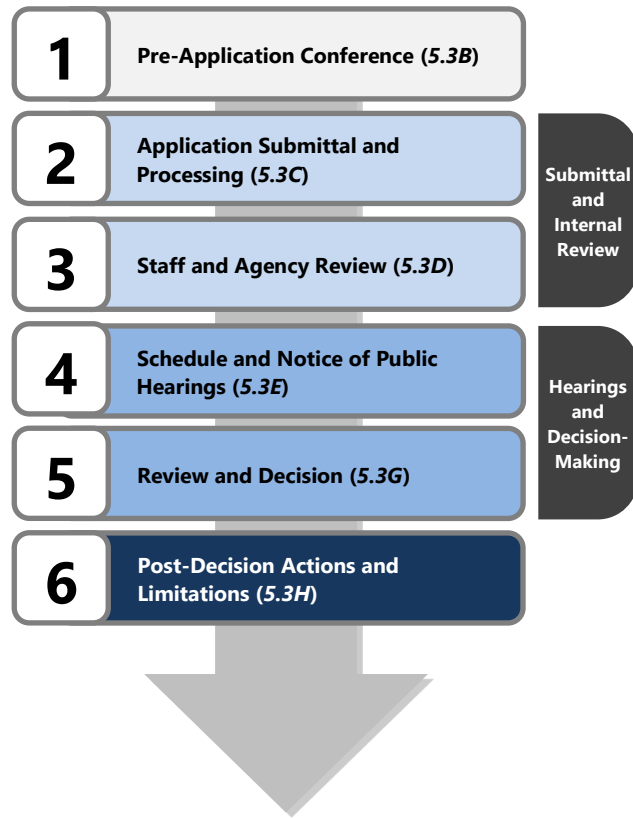 1
Pre-Application Conference (5.3B)
2
Application Submittal and
Processing (5.3C)
3
Staff and Agency Review (5.3D)
Submittal
and
Internal
Review
4
Schedule and Notice of Public
Hearings (5.3E)
5
Review and Decision (5.3G)
Hearings
and
Decision-
Making
6
Post-Decision Actions and
Limitations (5.3H)